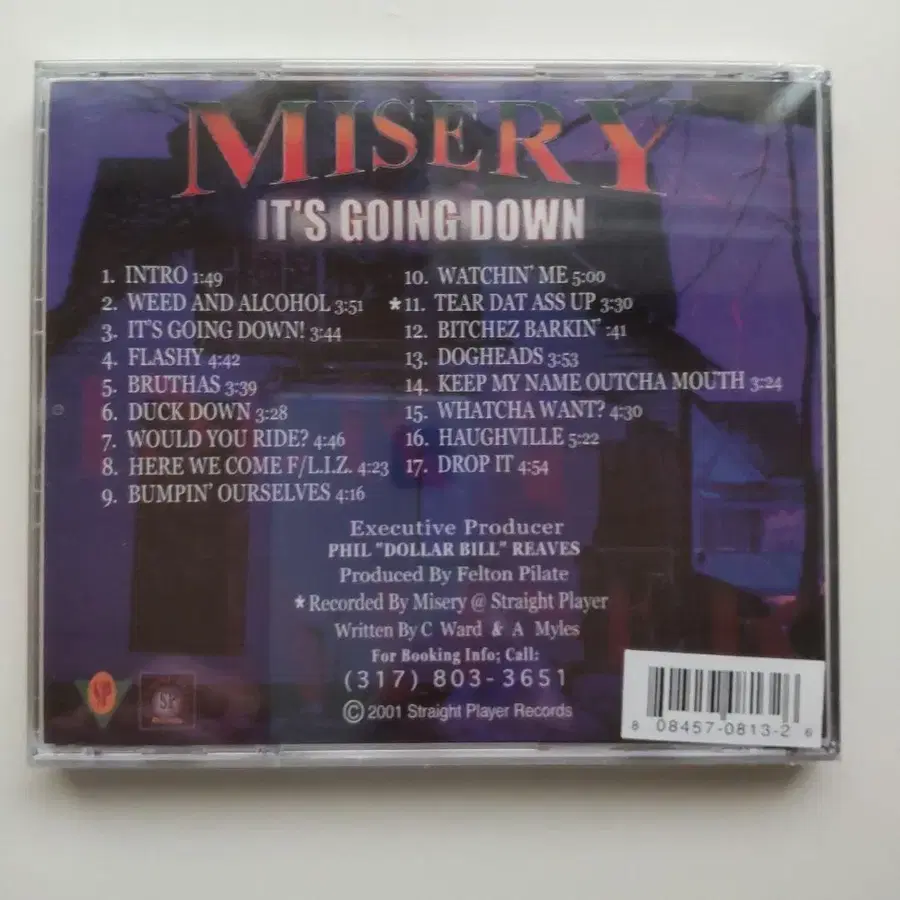 MISERY
IT'S GOING DOWN
1. INTRO 1:49
2. WEED AND ALCOHOL 3:51
3. IT'S GOING DOWN! 3:44
4. FLASHY 4:42
5. BRUTHAS 3:39
6. DUCK DOWN 3:28
7. WOULD YOU RIDE? 4:46
8. HERE WE COME F/L.I.Z. 4:23
9. BUMPIN' OURSELVES 4:16
10. WATCHIN' ME 5:00
*11. TEAR DAT ASS UP 3:30
12. BITCHEZ BARKIN' :41
13. DOGHEADS 3:53
14. KEEP MY NAME OUTCHA MOUTH 3:24
15. WHATCHA WANT? 4:30
16. HAUGHVILLE 5:22
17. DROP IT 4:54
Executive Producer
PHIL "DOLLAR BILL" REAVES
Produced By Felton Pilate
*Recorded By Misery @ Straight Player
Written By C Ward & A Myles
For Booking Info; Call:
(317) 803-3651
© 2001 Straight Player Records
SP
SP
8 08457-0813-2 6